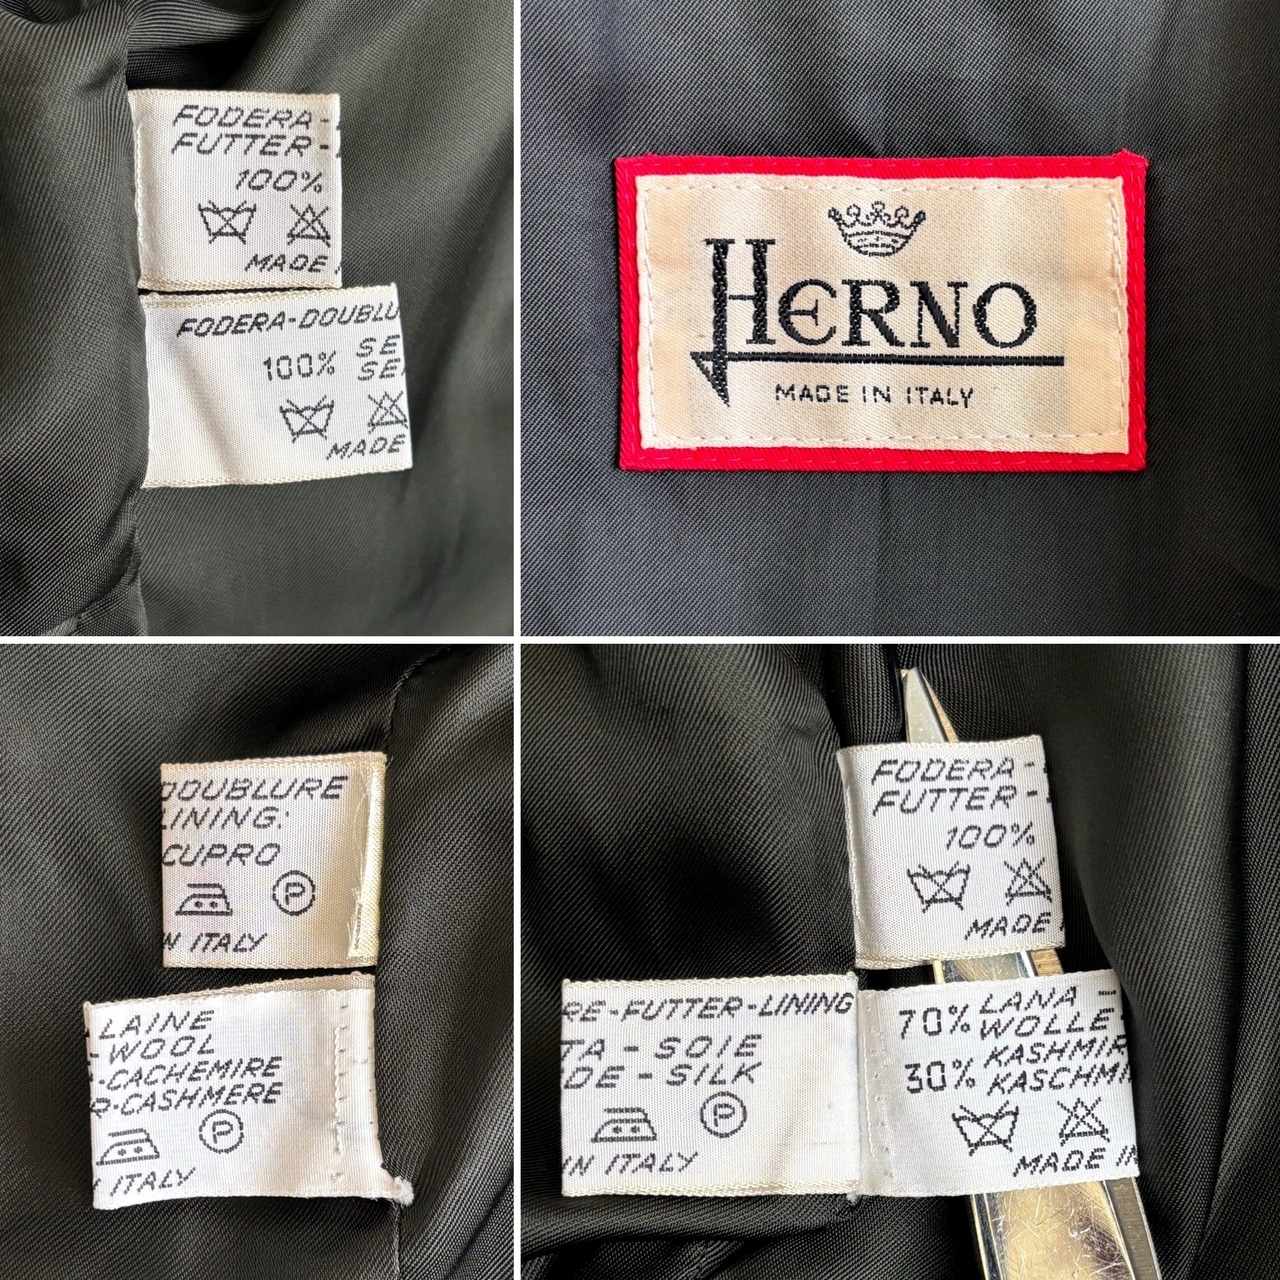 FODERA-
FUTTER-
100%
MADE
FODERA-DOUBLU
100% SE
SE
MADE
HERNO
MADE IN ITALY
DOUBLURE
LINING:
CUPRO
P
N ITALY
LAINE
-WOOL
-CACHEMIRE
R-CASHMERE
P
ITALY
FODERA-
FUTTER-
100%
MADE
RE-FUTTER-LINING
TA-SOIE
DE-SILK
P
IN ITALY
70% LANA-
WOLLE-
30% KASHMIR
KASCHMI
MADE IN